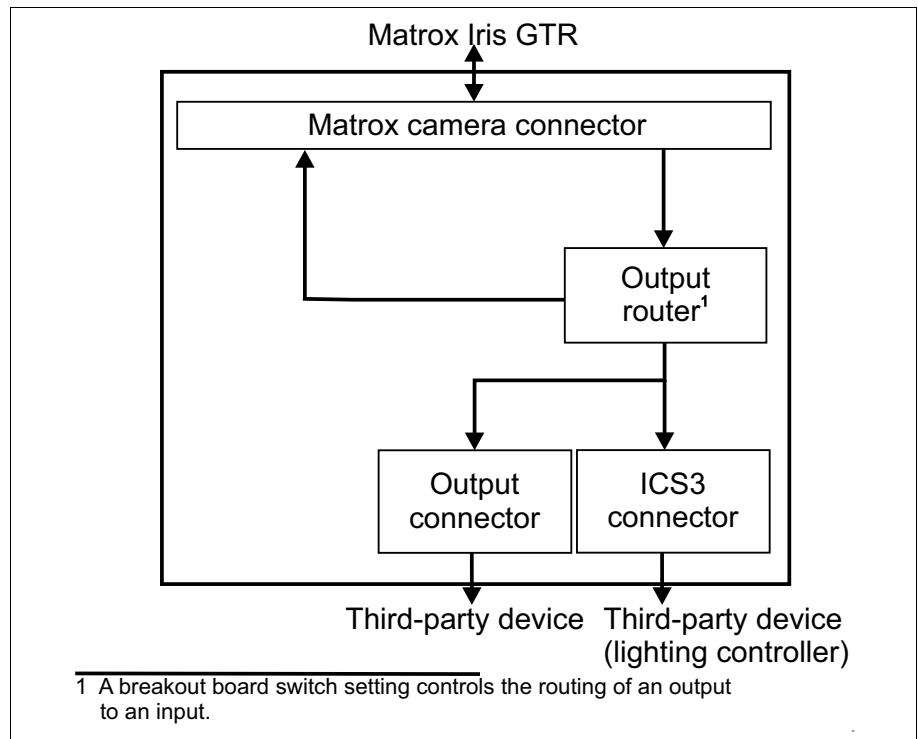 Matrox Iris GTR
Matrox camera connector
Output
router¹
Output
connector
ICS3
connector
Third-party device
Third-party device
(lighting controller)
1 A breakout board switch setting controls the routing of an output
to an input.